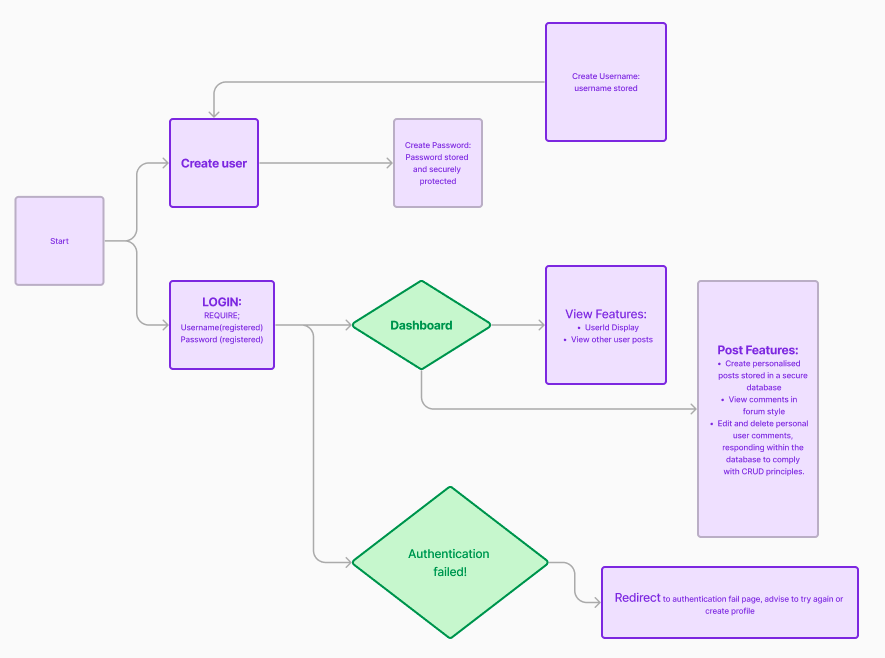 Create Username:
username stored
Create user
Create Password:
Password stored
and securely
protected
Start
LOGIN:
REQUIRE;
Username(registered)
Password (registered)
Dashboard
View Features:
• UserId Display
• View other user posts
Post Features:
• Create personalised
posts stored in a secure
database
• View comments in
forum style
• Edit and delete personal
user comments,
responding within the
database to comply
with CRUD principles.
Authentication
failed!
Redirect to authentication fail page, advise to try again or
create profile